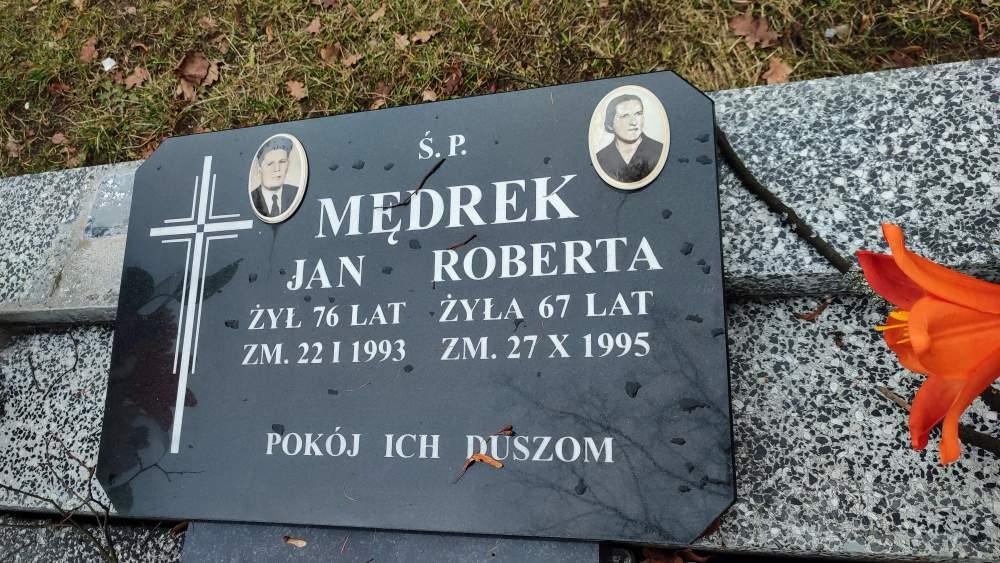 Ś. P.
MĘDREK
JAN ROBERTA
ŻYŁ 76 LAT ŻYŁA 67 LAT
ZM. 22 I 1993 ZM. 27 X 1995
POKÓJ ICH DUSZOM